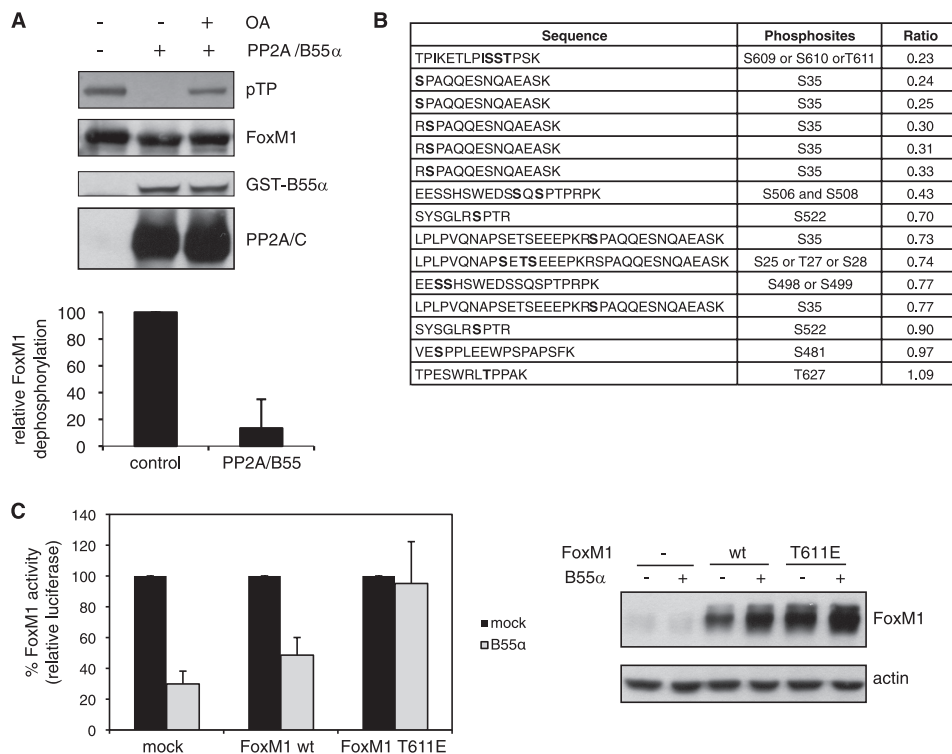 A
- - + OA
- + + PP2A /B55α
pTP
FoxM1
GST-B55α
PP2A/C
relative FoxM1
dephosphorylation
100
80
60
40
20
0
control PP2A/B55
B
Sequence Phosphosites Ratio
TPIKETLPISSTPSK S609 or S610 orT611 0.23
SPAQQESNQAEASK S35 0.24
SPAQQESNQAEASK S35 0.25
RSPAQQESNQAEASK S35 0.30
RSPAQQESNQAEASK S35 0.31
RSPAQQESNQAEASK S35 0.33
EESSHSWEDSSQSPTPRPK S506 and S508 0.43
SYSGLRSPTR S522 0.70
LPLPVQNAPSETSEEEPKRSPAQQESNQAEASK S35 0.73
LPLPVQNAPSETSEEEPKRSPAQQESNQAEASK S25 or T27 or S28 0.74
EESSHSWEDSSQSPTPRPK S498 or S499 0.77
LPLPVQNAPSETSEEEPKRSPAQQESNQAEASK S35 0.77
SYSGLRSPTR S522 0.90
VESPPLEEWPSPAPSFK S481 0.97
TPESWRLTPPAK T627 1.09
C
% FoxM1 activity
(relative luciferase)
140
120
100
80
60
40
20
0
mock FoxM1 wt FoxM1 T611E
mock
B55α
FoxM1 - wt T611E
B55α - + - + - +
FoxM1
actin